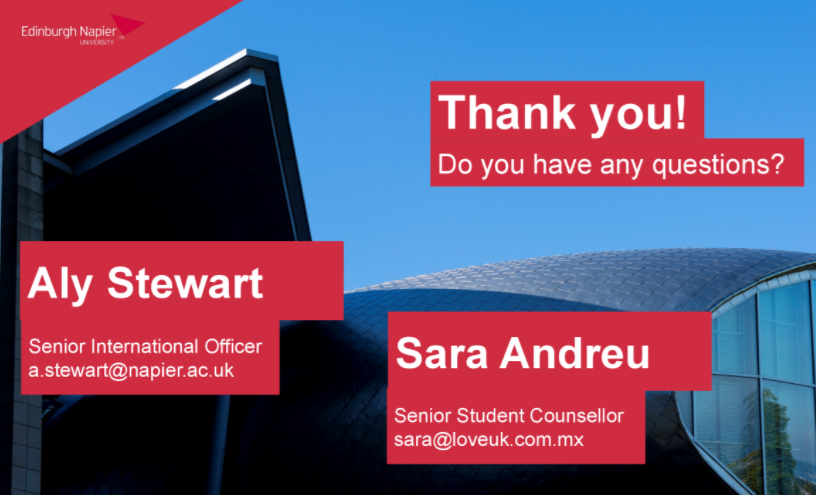 Edinburgh Napier
UNIVERSITY
Thank you!
Do you have any questions?
Aly Stewart
Senior International Officer
a.stewart@napier.ac.uk
Sara Andreu
Senior Student Counsellor
sara@loveuk.com.mx